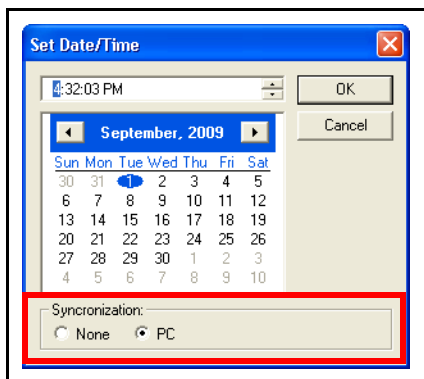 Set Date/Time
4:32:03 PM
OK
Cancel
September, 2009
Sun Mon Tue Wed Thu Fri Sat
30 31 1 2 3 4 5
6 7 8 9 10 11 12
13 14 15 16 17 18 19
20 21 22 23 24 25 26
27 28 29 30 1 2 3
4 5 6 7 8 9 10
Syncronization:
None PC